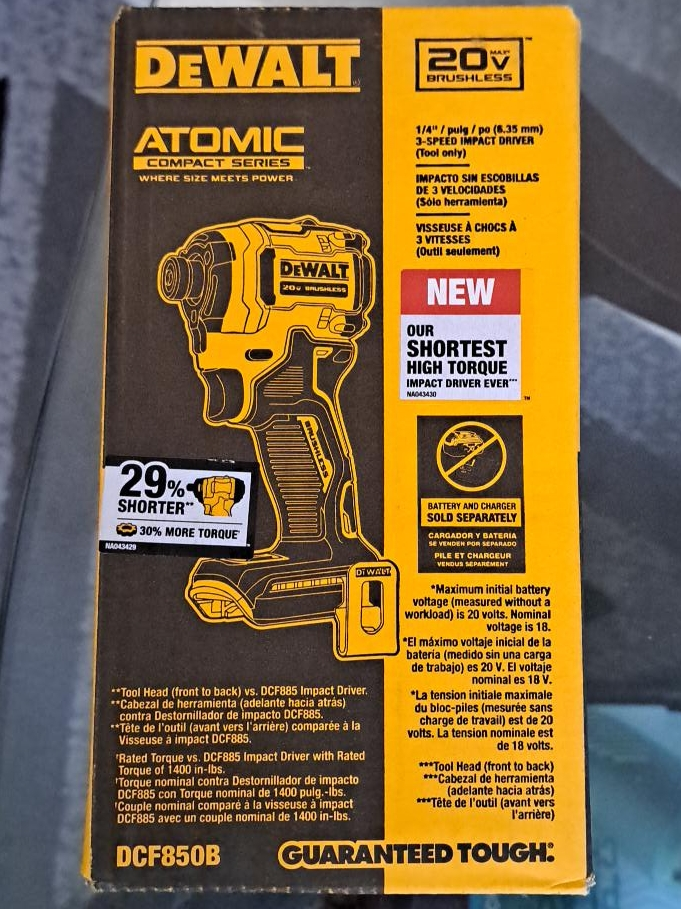 DEWALT
20V MAX*
BRUSHLESS
ATOMIC
COMPACT SERIES™
WHERE SIZE MEETS POWER
1/4" / pulg / po (6.35 mm)
3-SPEED IMPACT DRIVER
(Tool only)
IMPACTO SIN ESCOBILLAS
DE 3 VELOCIDADES
(Sólo herramienta)
VISSEUSE À CHOCS À
3 VITESSES
(Outil seulement)
DEWALT
20V BRUSHLESS
BRUSHLESS
DEWALT
NEW
OUR
SHORTEST
HIGH TORQUE
IMPACT DRIVER EVER***
NA043430
29%
SHORTER**
30% MORE TORQUE†
NA043429
BATTERY AND CHARGER
SOLD SEPARATELY
CARGADOR Y BATERIA
SE VENDEN POR SEPARADO
PILE ET CHARGEUR
VENDUS SÉPARÉMENT
*Maximum initial battery
voltage (measured without a
workload) is 20 volts. Nominal
voltage is 18.
*El máximo voltaje inicial de la
batería (medido sin una carga
de trabajo) es 20 V. El voltaje
nominal es 18 V.
*La tension initiale maximale
du bloc-piles (mesurée sans
charge de travail) est de 20
volts. La tension nominale est
de 18 volts.
***Tool Head (front to back)
***Cabezal de herramienta
(adelante hacia atrás)
***Tête de l'outil (avant vers
l'arrière)
**Tool Head (front to back) vs. DCF885 Impact Driver.
**Cabezal de herramienta (adelante hacia atrás)
contra Destornillador de impacto DCF885.
**Tête de l'outil (avant vers l'arrière) comparée à la
Visseuse à impact DCF885.
†Rated Torque vs. DCF885 Impact Driver with Rated
Torque of 1400 in-lbs.
†Torque nominal contra Destornillador de impacto
DCF885 con Torque nominal de 1400 pulg.-lbs.
†Couple nominal comparé à la visseuse à impact
DCF885 avec un couple nominal de 1400 in-lbs.
DCF850B
GUARANTEED TOUGH.®